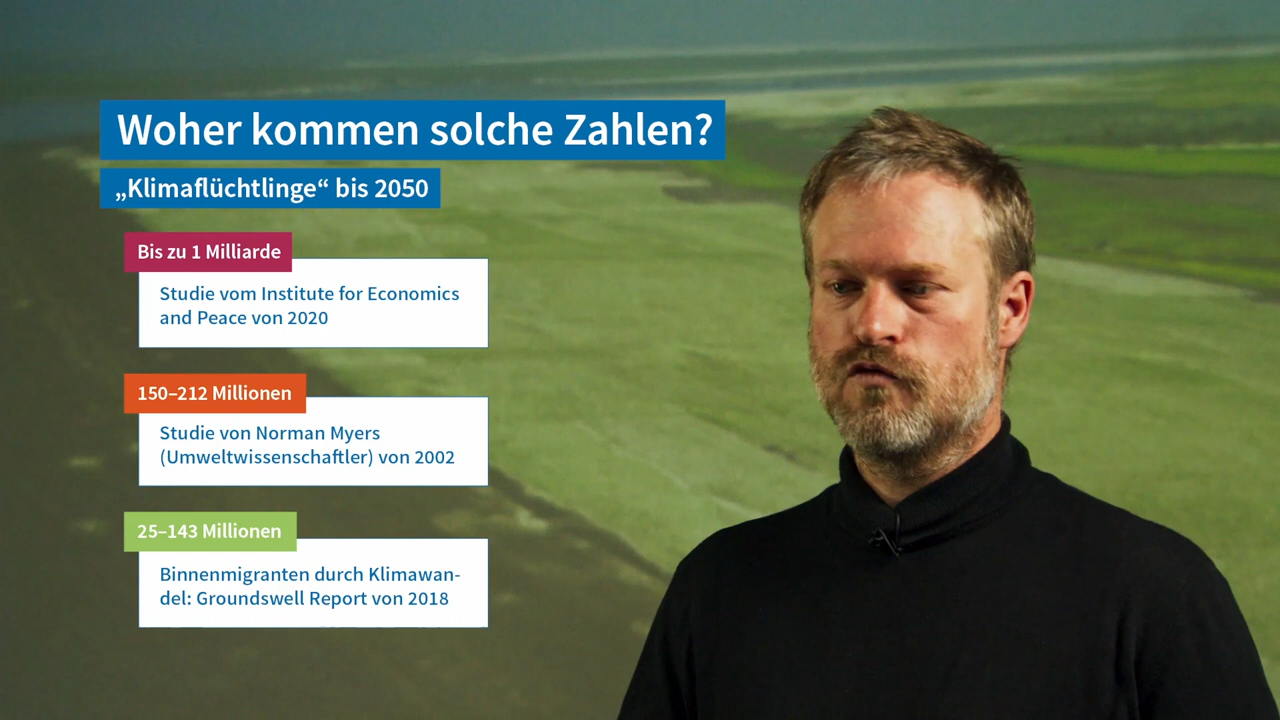 Woher kommen solche Zahlen?
„Klimaflüchtlinge“ bis 2050
Bis zu 1 Milliarde
Studie vom Institute for Economics
and Peace von 2020
150–212 Millionen
Studie von Norman Myers
(Umweltwissenschaftler) von 2002
25–143 Millionen
Binnenmigranten durch Klimawan-
del: Groundswell Report von 2018